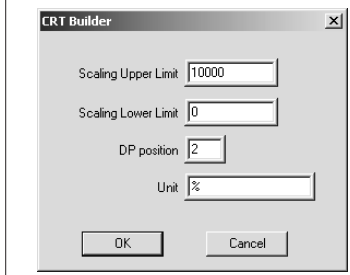 CRT Builder
Scaling Upper Limit 10000
Scaling Lower Limit 0
DP position 2
Unit %
OK Cancel